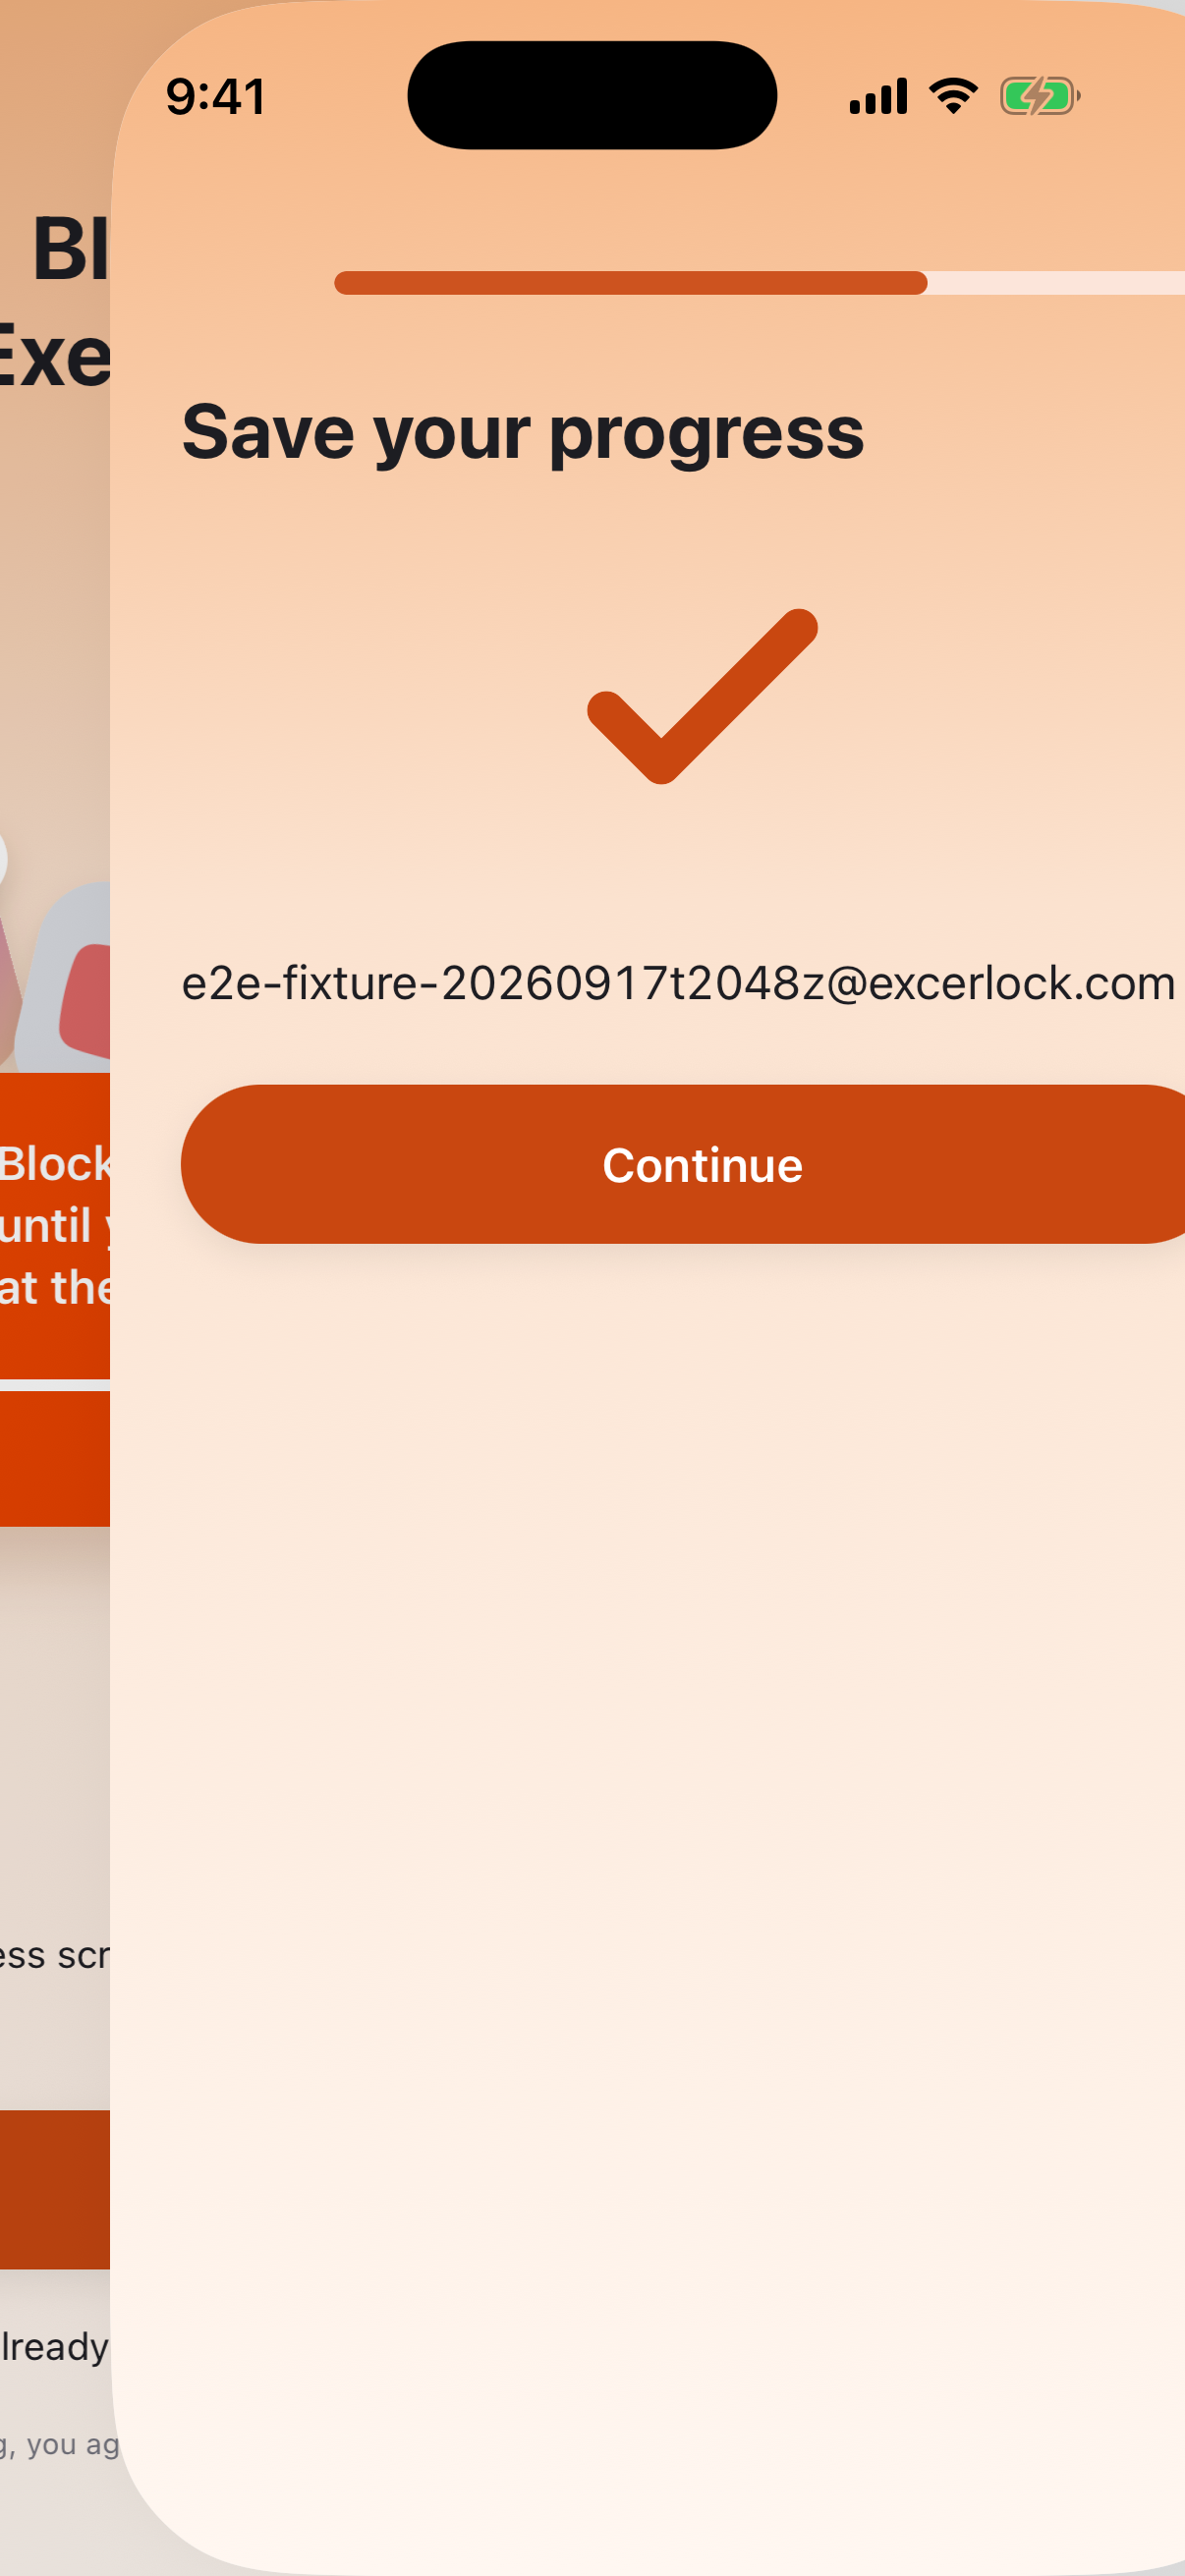 9:41
Bl
Exe
Save your progress
e2e-fixture-20260917t2048z@excerlock.com
Continue
Block
until
at the
ess scr
lready
g, you ag